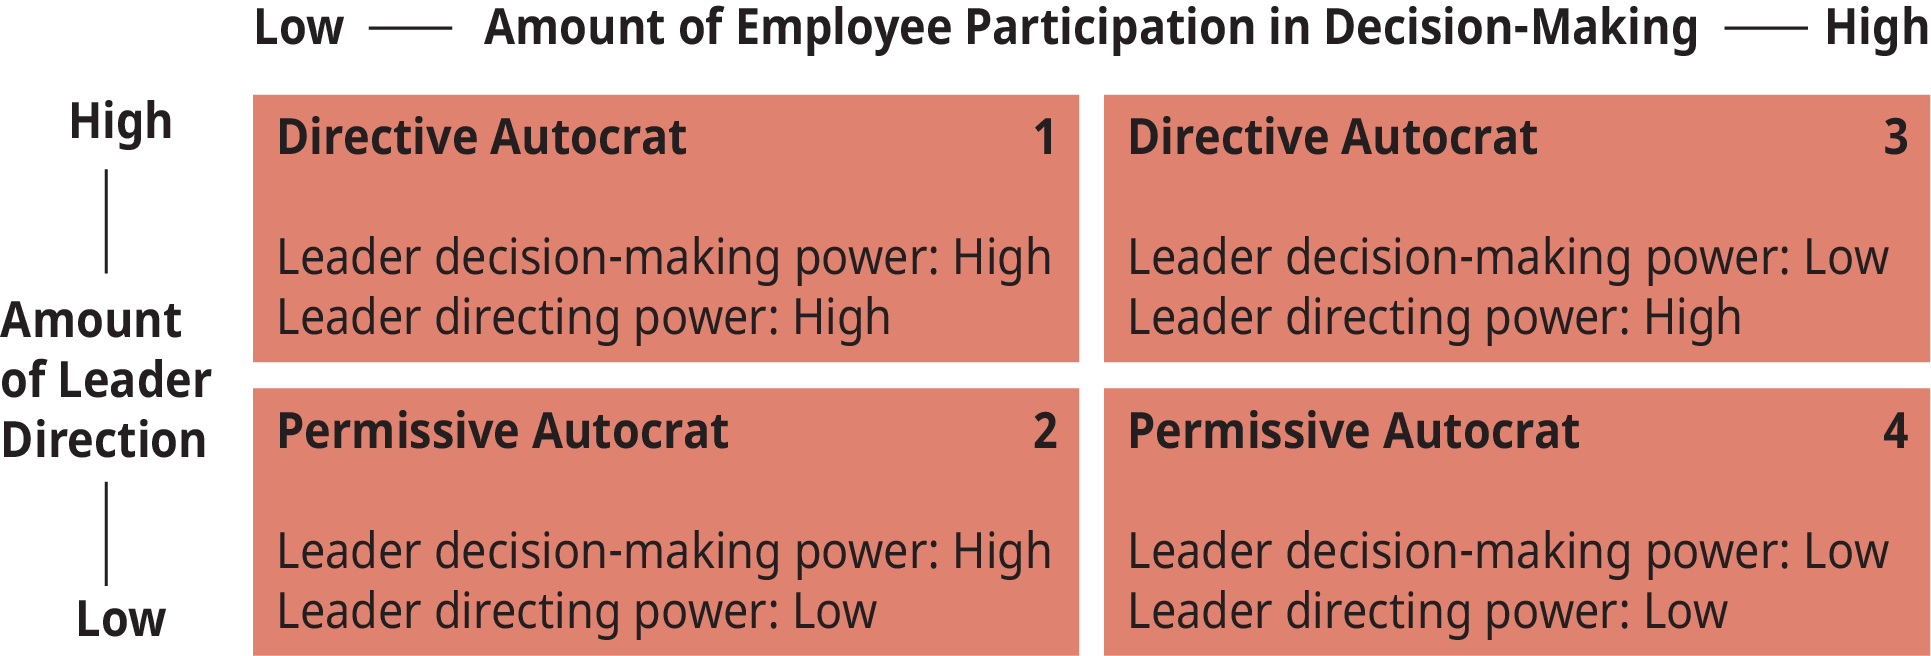 Low Amount of Employee Participation in Decision-Making High
High
Amount
of Leader
Direction
Low
Directive Autocrat 1
Leader decision-making power: High
Leader directing power: High
Directive Autocrat 3
Leader decision-making power: Low
Leader directing power: High
Permissive Autocrat 2
Leader decision-making power: High
Leader directing power: Low
Permissive Autocrat 4
Leader decision-making power: Low
Leader directing power: Low